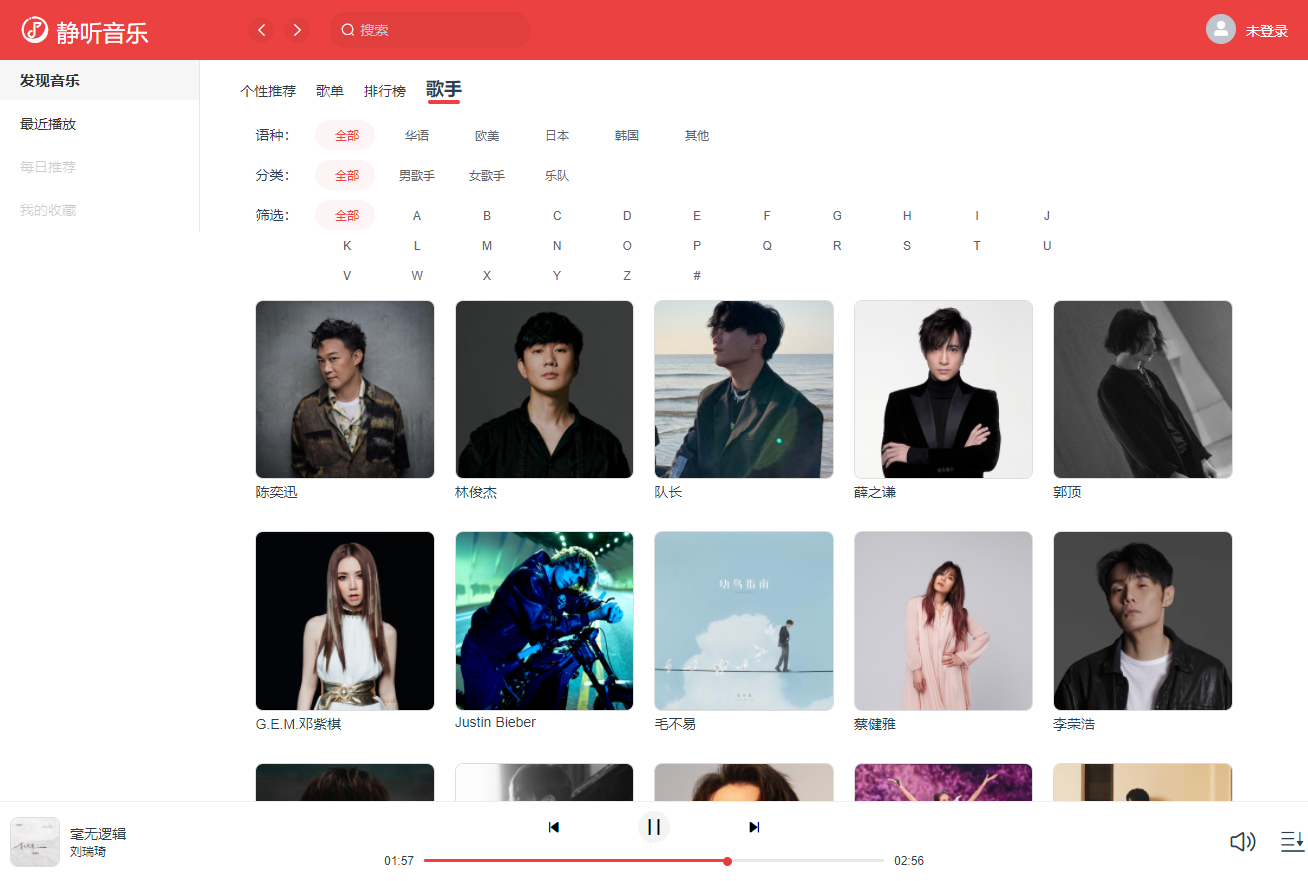 静听音乐
搜索
未登录
发现音乐
最近播放
每日推荐
我的收藏
个性推荐 歌单 排行榜 歌手
语种: 全部 华语 欧美 日本 韩国 其他
分类: 全部 男歌手 女歌手 乐队
筛选: 全部 A B C D E F G H I J
K L M N O P Q R S T U
V W X Y Z #
陈奕迅 林俊杰 队长 薛之谦 郭顶
幼鸟指南
G.E.M.邓紫棋 Justin Bieber 毛不易 蔡健雅 李荣浩
毫无逻辑
刘瑞琦
01:57 02:56